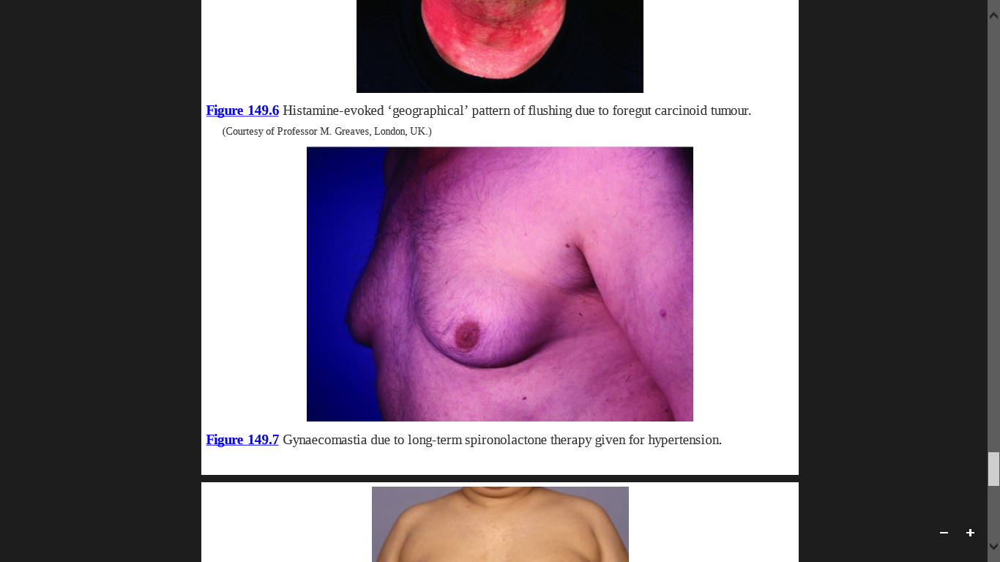 Figure 149.6 Histamine-evoked ‘geographical’ pattern of flushing due to foregut carcinoid tumour.
(Courtesy of Professor M. Greaves, London, UK.)
Figure 149.7 Gynaecomastia due to long-term spironolactone therapy given for hypertension.